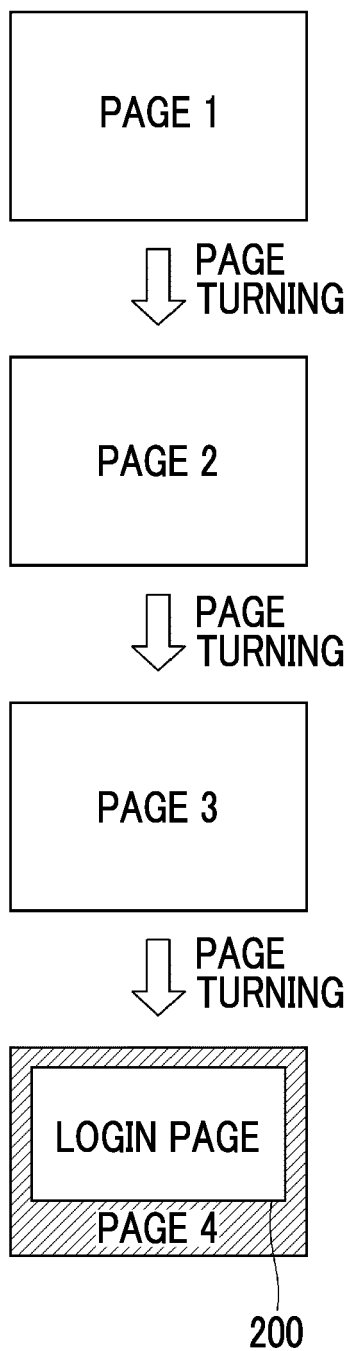 PAGE 1
PAGE
TURNING
PAGE 2
PAGE
TURNING
PAGE 3
PAGE
TURNING
LOGIN PAGE
PAGE 4
200